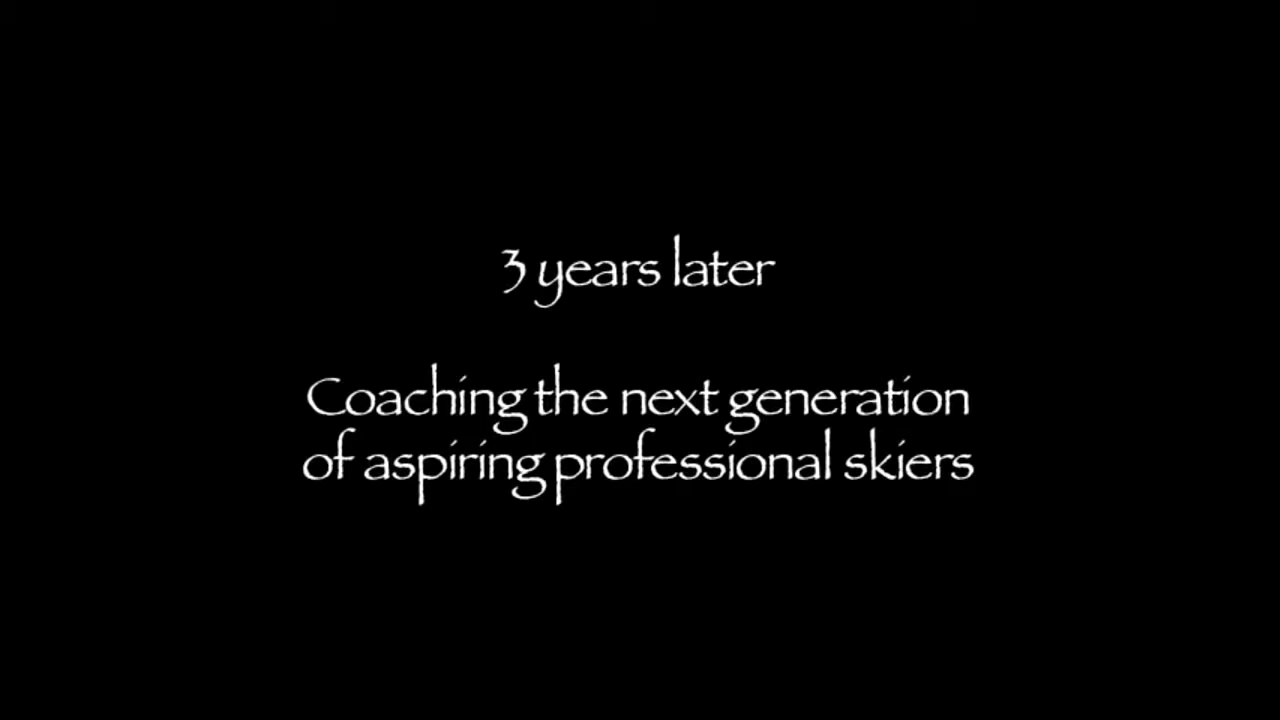 3 years later
Coaching the next generation
of aspiring professional skiers